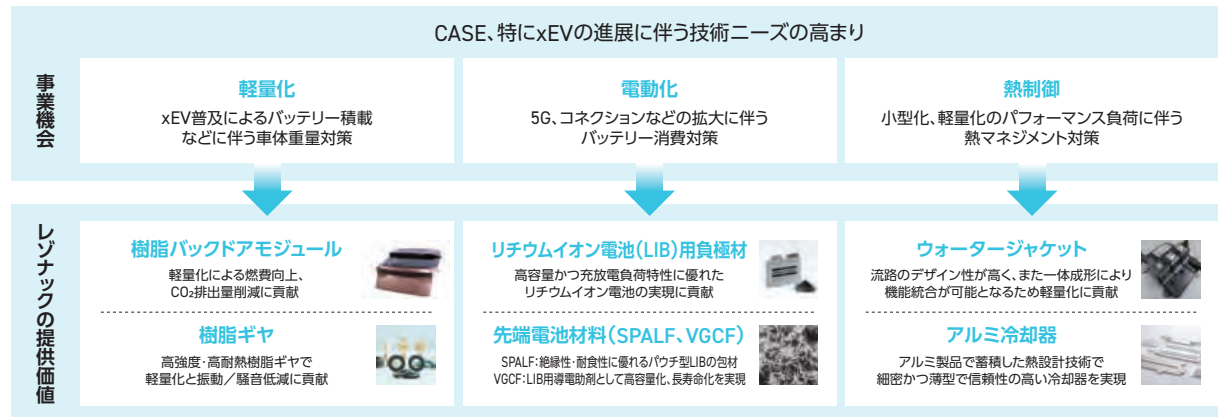 CASE、特にxEVの進展に伴う技術ニーズの高まり
事業機会
軽量化
xEV普及によるバッテリー積載
などに伴う車体重量対策
電動化
5G、コネクションなどの拡大に伴う
バッテリー消費対策
熱制御
小型化、軽量化のパフォーマンス負荷に伴う
熱マネジメント対策
レゾナックの提供価値
樹脂バックドアモジュール
軽量化による燃費向上、
CO₂排出量削減に貢献
樹脂ギヤ
高強度・高耐熱樹脂ギヤで
軽量化と振動／騒音低減に貢献
リチウムイオン電池(LIB)用負極材
高容量かつ充放電負荷特性に優れた
リチウムイオン電池の実現に貢献
先端電池材料(SPALF、VGCF)
SPALF:絶縁性・耐食性に優れるパウチ型LIBの包材
VGCF:LIB用導電助剤として高容量化、長寿命化を実現
ウォータージャケット
流路のデザイン性が高く、また一体成形により
機能統合が可能となるため軽量化に貢献
アルミ冷却器
アルミ製品で蓄積した熱設計技術で
細密かつ薄型で信頼性の高い冷却器を実現